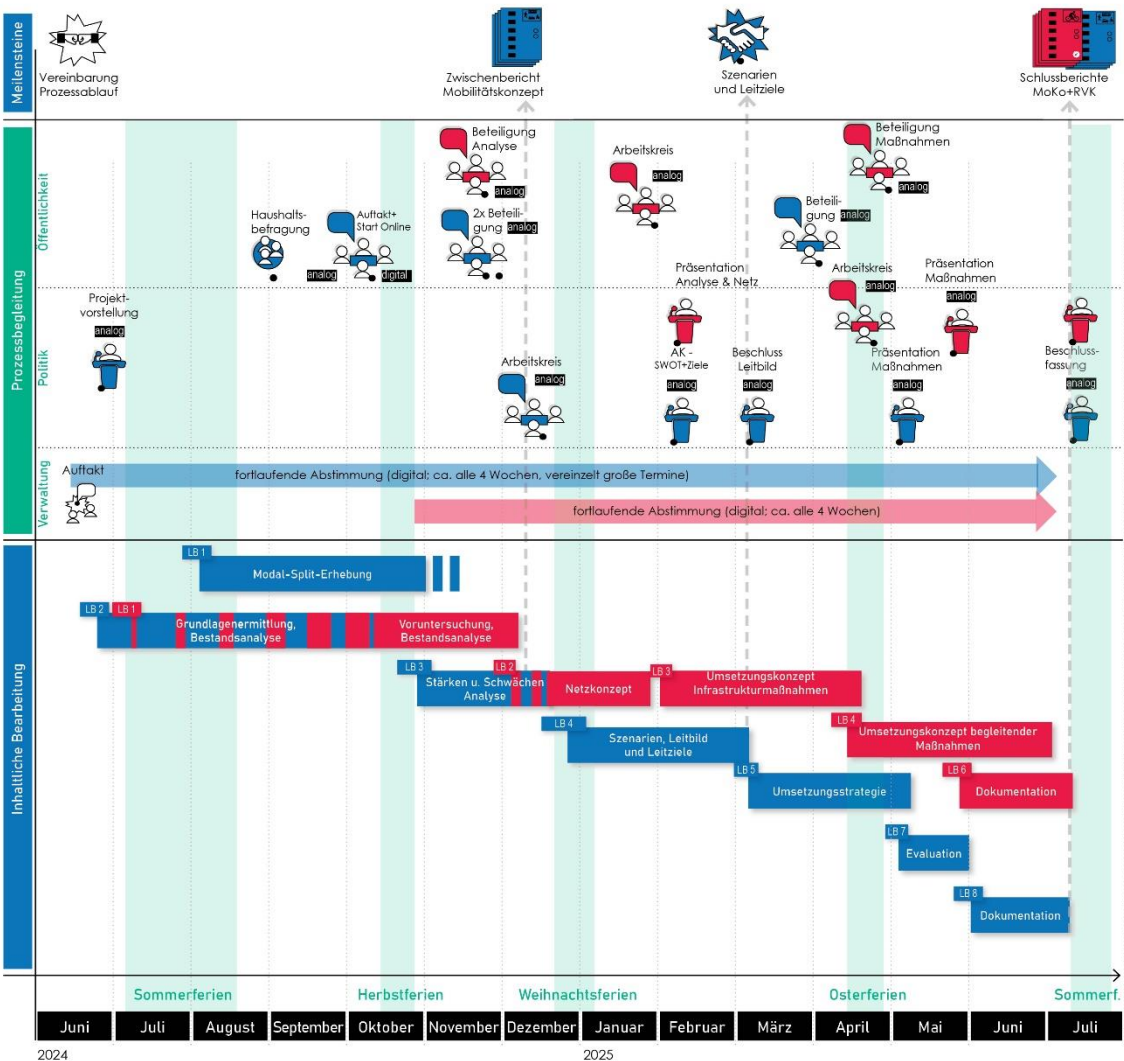 Meilensteine
Vereinbarung
Prozessablauf
Zwischenbericht
Mobilitätskonzept
Szenarien
und Leitziele
Schlussberichte
MoKo+RVK
Prozessbegleitung
Öffentlichkeit
Beteiligung
Analyse
analog
Arbeitskreis
analog
Beteiligung
Maßnahmen
analog
Haushalts-
befragung
analog
Auftakt+
Start Online
digital
2x Beteili-
gung analog
Beteili-
gung analog
Politik
Projekt-
vorstellung
analog
Arbeitskreis
analog
Präsentation
Analyse & Netz
AK -
SWOT+Ziele
analog
Beschluss
Leitbild
analog
Arbeitskreis
analog
Präsentation
Maßnahmen
analog
Präsentation
Maßnahmen
analog
Beschluss-
fassung
analog
Verwaltung
Auftakt
fortlaufende Abstimmung (digital; ca. alle 4 Wochen, vereinzelt große Termine)
fortlaufende Abstimmung (digital; ca. alle 4 Wochen)
Inhaltliche Bearbeitung
LB 1
Modal-Split-Erhebung
LB 2
LB 1
Grundlagenermittlung,
Bestandsanalyse
Voruntersuchung,
Bestandsanalyse
LB 3
Stärken u. Schwächen
Analyse
LB 2
Netzkonzept
LB 3
Umsetzungskonzept
Infrastrukturmaßnahmen
LB 4
Szenarien, Leitbild
und Leitziele
LB 4
Umsetzungskonzept begleitender
Maßnahmen
LB 5
Umsetzungsstrategie
LB 6
Dokumentation
LB 7
Evaluation
LB 8
Dokumentation
Sommerferien
Herbstferien
Weihnachtsferien
Osterferien
Sommerf.
Juni
Juli
August
September
Oktober
November
Dezember
Januar
Februar
März
April
Mai
Juni
Juli
2024
2025